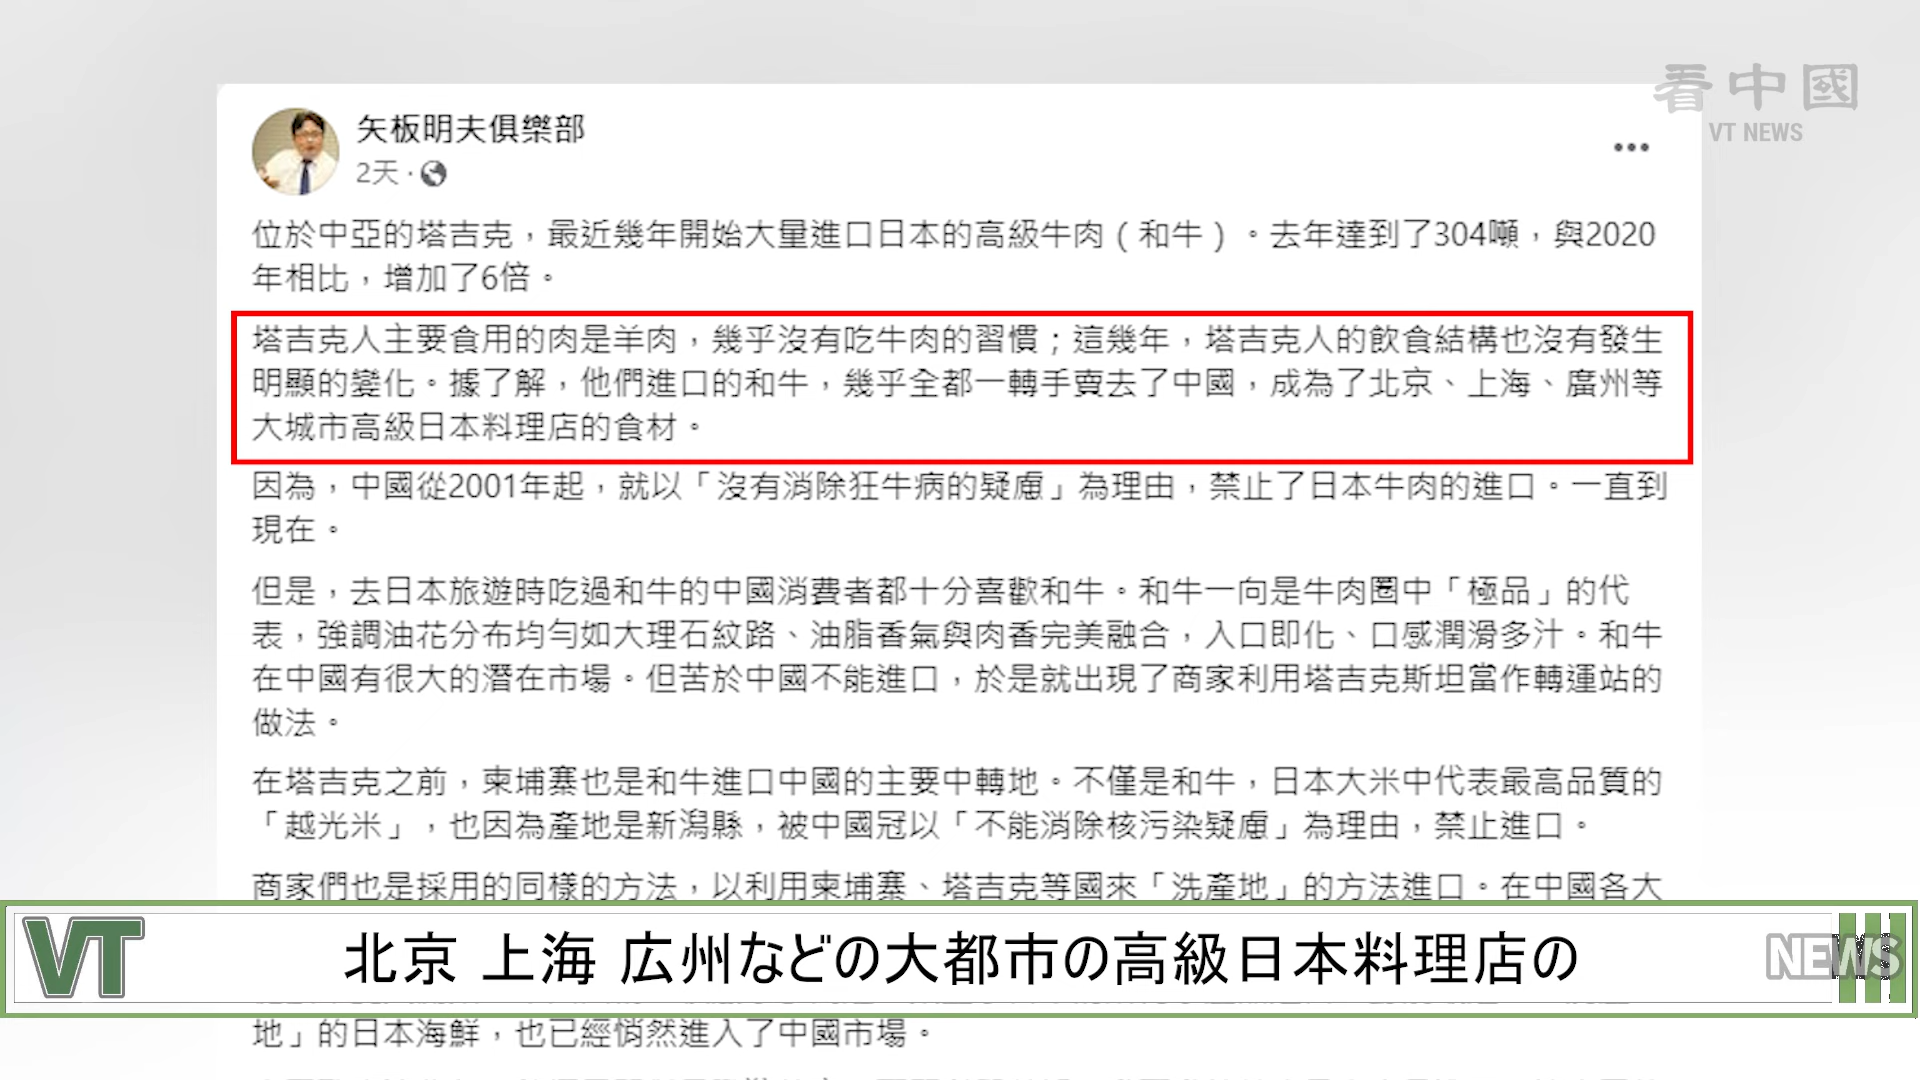 看中國
VT NEWS
矢板明夫俱樂部
2天·
位於中亞的塔吉克，最近幾年開始大量進口日本的高級牛肉（和牛）。去年達到了304噸，與2020
年相比，增加了6倍。
塔吉克人主要食用的肉是羊肉，幾乎沒有吃牛肉的習慣；這幾年，塔吉克人的飲食結構也沒有發生
明顯的變化。據了解，他們進口的和牛，幾乎全都一轉手賣去了中國，成為了北京、上海、廣州等
大城市高級日本料理店的食材。
因為，中國從2001年起，就以「沒有消除狂牛病的疑慮」為理由，禁止了日本牛肉的進口。一直到
現在。
但是，去日本旅遊時吃過和牛的中國消費者都十分喜歡和牛。和牛一向是牛肉圈中「極品」的代
表，強調油花分布均勻如大理石紋路、油脂香氣與肉香完美融合，入口即化、口感潤滑多汁。和牛
在中國有很大的潛在市場。但苦於中國不能進口，於是就出現了商家利用塔吉克斯坦當作轉運站的
做法。
在塔吉克之前，柬埔寨也是和牛進口中國的主要中轉地。不僅是和牛，日本大米中代表最高品質的
「越光米」，也因為產地是新潟縣，被中國冠以「不能消除核污染疑慮」為理由，禁止進口。
商家們也是採用的同樣的方法，以利用柬埔寨、塔吉克等國來「洗產地」的方法進口。在中國各大
VT
北京 上海 広州などの大都市の高級日本料理店の
NEWS
地」的日本海鮮，也已經悄然進入了中國市場。